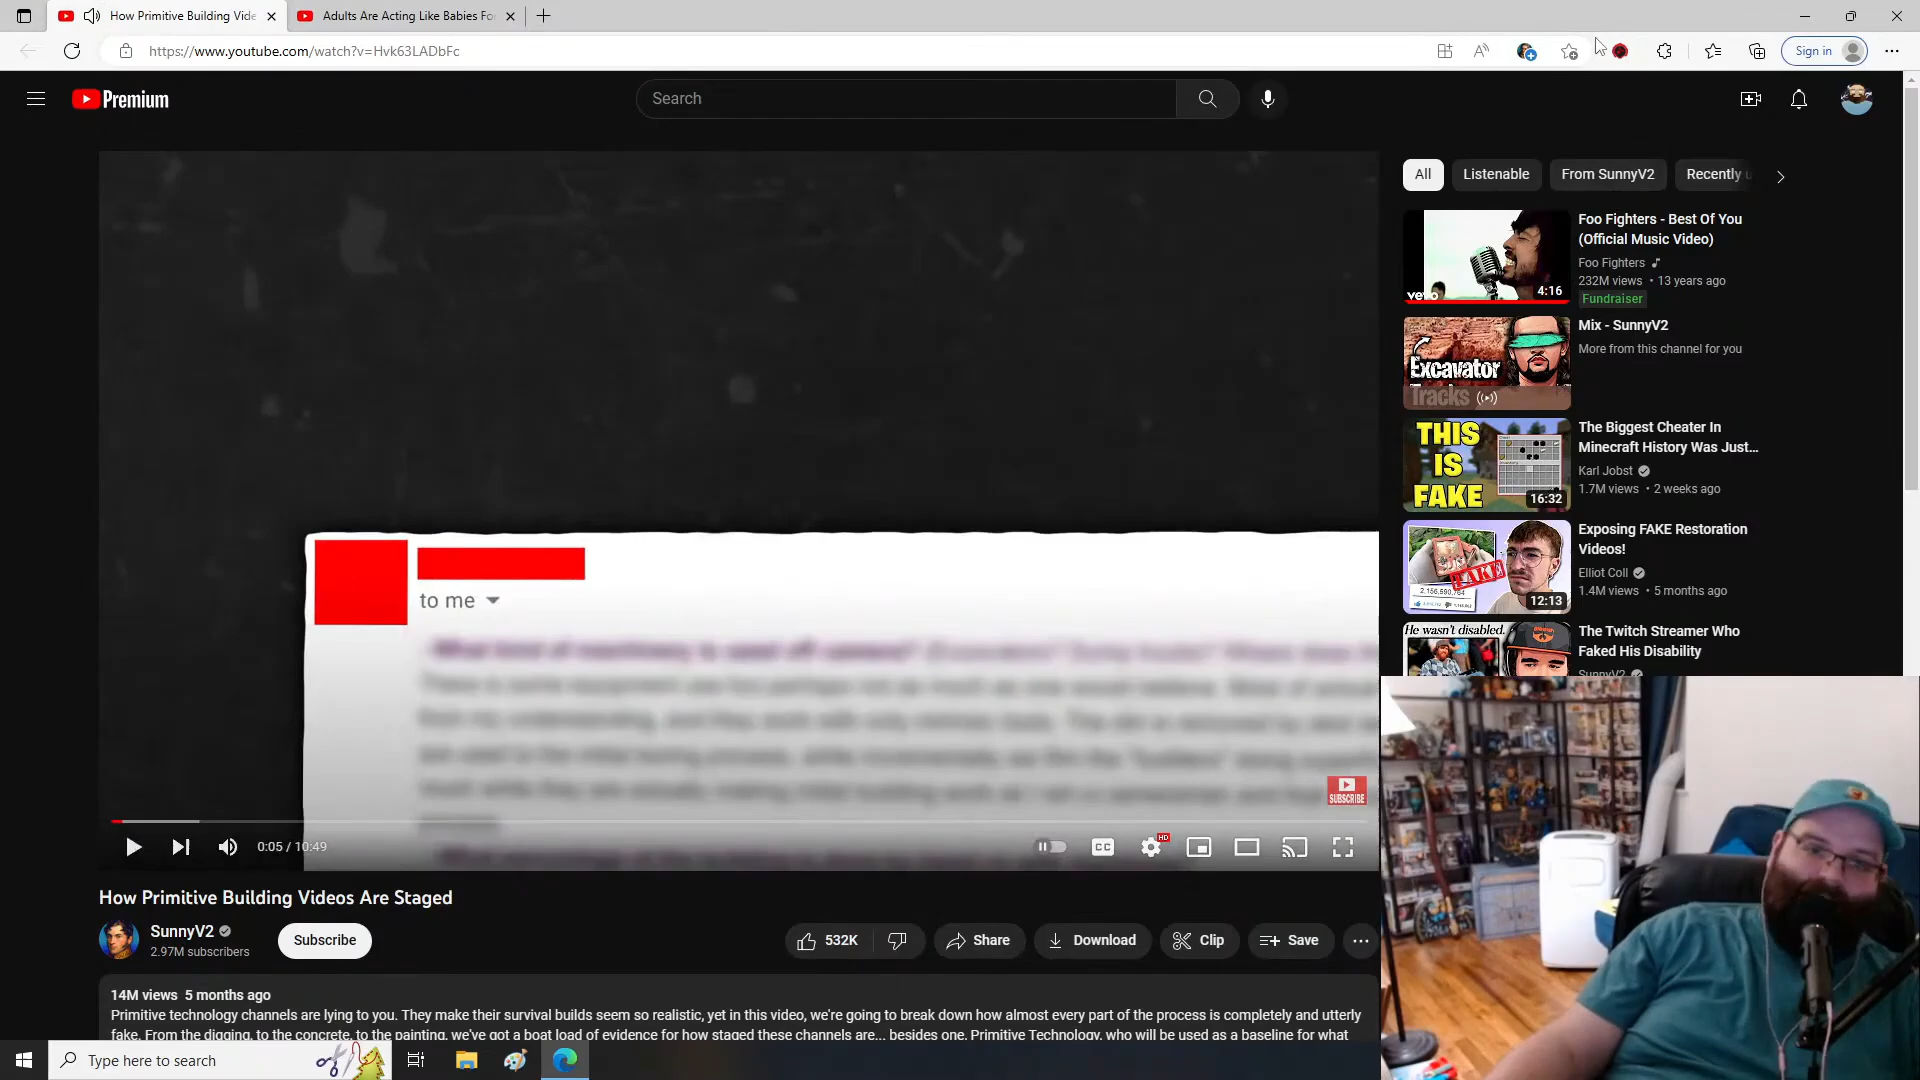 How Primitive Building Vide
Adults Are Acting Like Babies Fo
https://www.youtube.com/watch?v=Hvk63LADbFc
Sign in
Premium
Search
All
Listenable
From SunnyV2
Recently u
Foo Fighters - Best Of You
(Official Music Video)
Foo Fighters
232M views • 13 years ago
Fundraiser
vevo
4:16
Mix - SunnyV2
More from this channel for you
Excavator
Tracks
The Biggest Cheater In
Minecraft History Was Just...
Karl Jobst
1.7M views • 2 weeks ago
THIS
IS
FAKE
16:32
Exposing FAKE Restoration
Videos!
Elliot Coll
1.4M views • 5 months ago
FAKE
2,156,590,764
12:13
He wasn't disabled.
The Twitch Streamer Who
Faked His Disability
SunnyV2
to me
SUBSCRIBE
0:05 / 10:49
CC
HD
How Primitive Building Videos Are Staged
SunnyV2
2.97M subscribers
Subscribe
532K
Share
Download
Clip
Save
14M views 5 months ago
Primitive technology channels are lying to you. They make their survival builds seem so realistic, yet in this video, we're going to break down how almost every part of the process is completely and utterly
fake. From the digging, to the concrete, to the painting, we've got a boat load of evidence for how staged these channels are... besides one. Primitive Technology, who will be used as a baseline for what
Type here to search